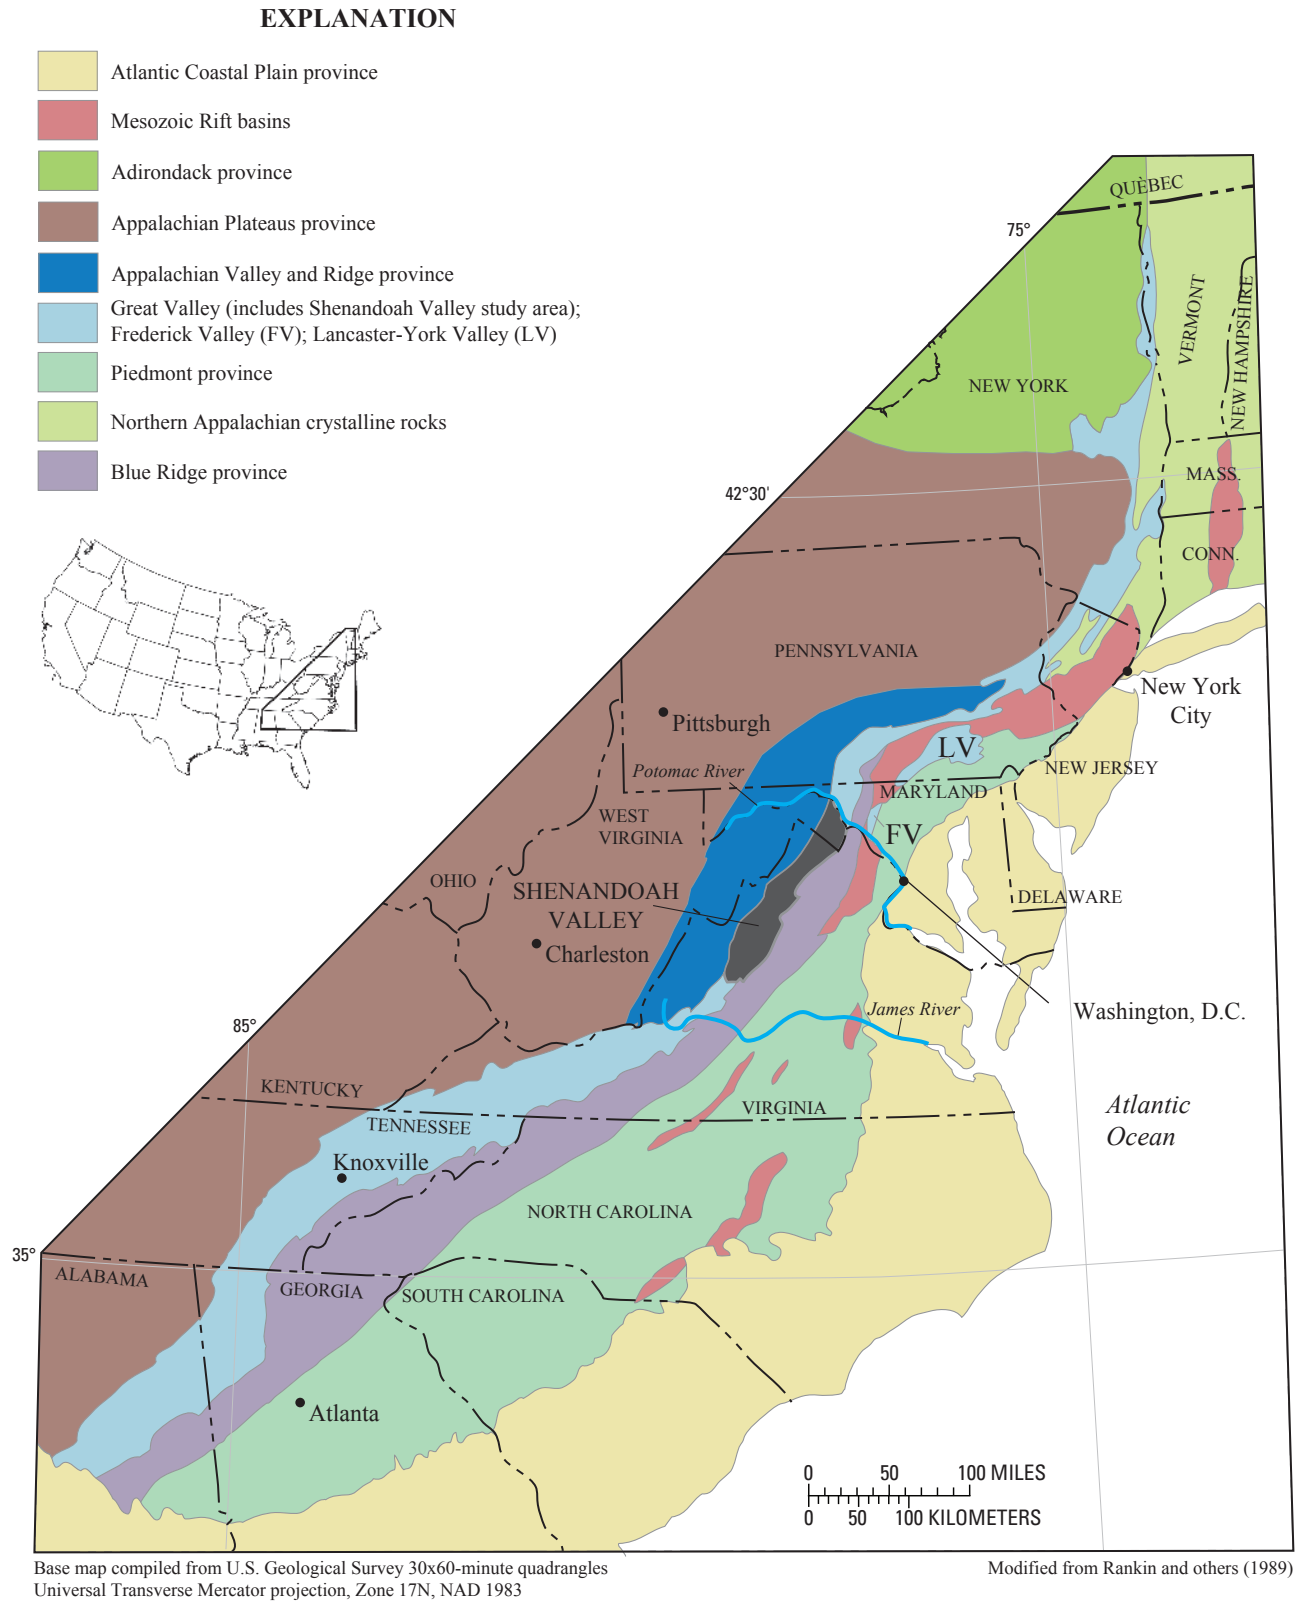 EXPLANATION
Atlantic Coastal Plain province
Mesozoic Rift basins
Adirondack province
Appalachian Plateaus province
Appalachian Valley and Ridge province
Great Valley (includes Shenandoah Valley study area);
Frederick Valley (FV); Lancaster-York Valley (LV)
Piedmont province
Northern Appalachian crystalline rocks
Blue Ridge province
QUÈBEC
75°
VERMONT
NEW HAMPSHIRE
NEW YORK
MASS.
42°30'
CONN.
PENNSYLVANIA
New York
City
Pittsburgh
LV
NEW JERSEY
Potomac River
MARYLAND
WEST
VIRGINIA
FV
OHIO
SHENANDOAH
VALLEY
DELAWARE
Charleston
James River
Washington, D.C.
85°
KENTUCKY
VIRGINIA
Atlantic
Ocean
TENNESSEE
Knoxville
NORTH CAROLINA
35°
ALABAMA
GEORGIA
SOUTH CAROLINA
Atlanta
0 50 100 MILES
0 50 100 KILOMETERS
Base map compiled from U.S. Geological Survey 30x60-minute quadrangles
Universal Transverse Mercator projection, Zone 17N, NAD 1983
Modified from Rankin and others (1989)